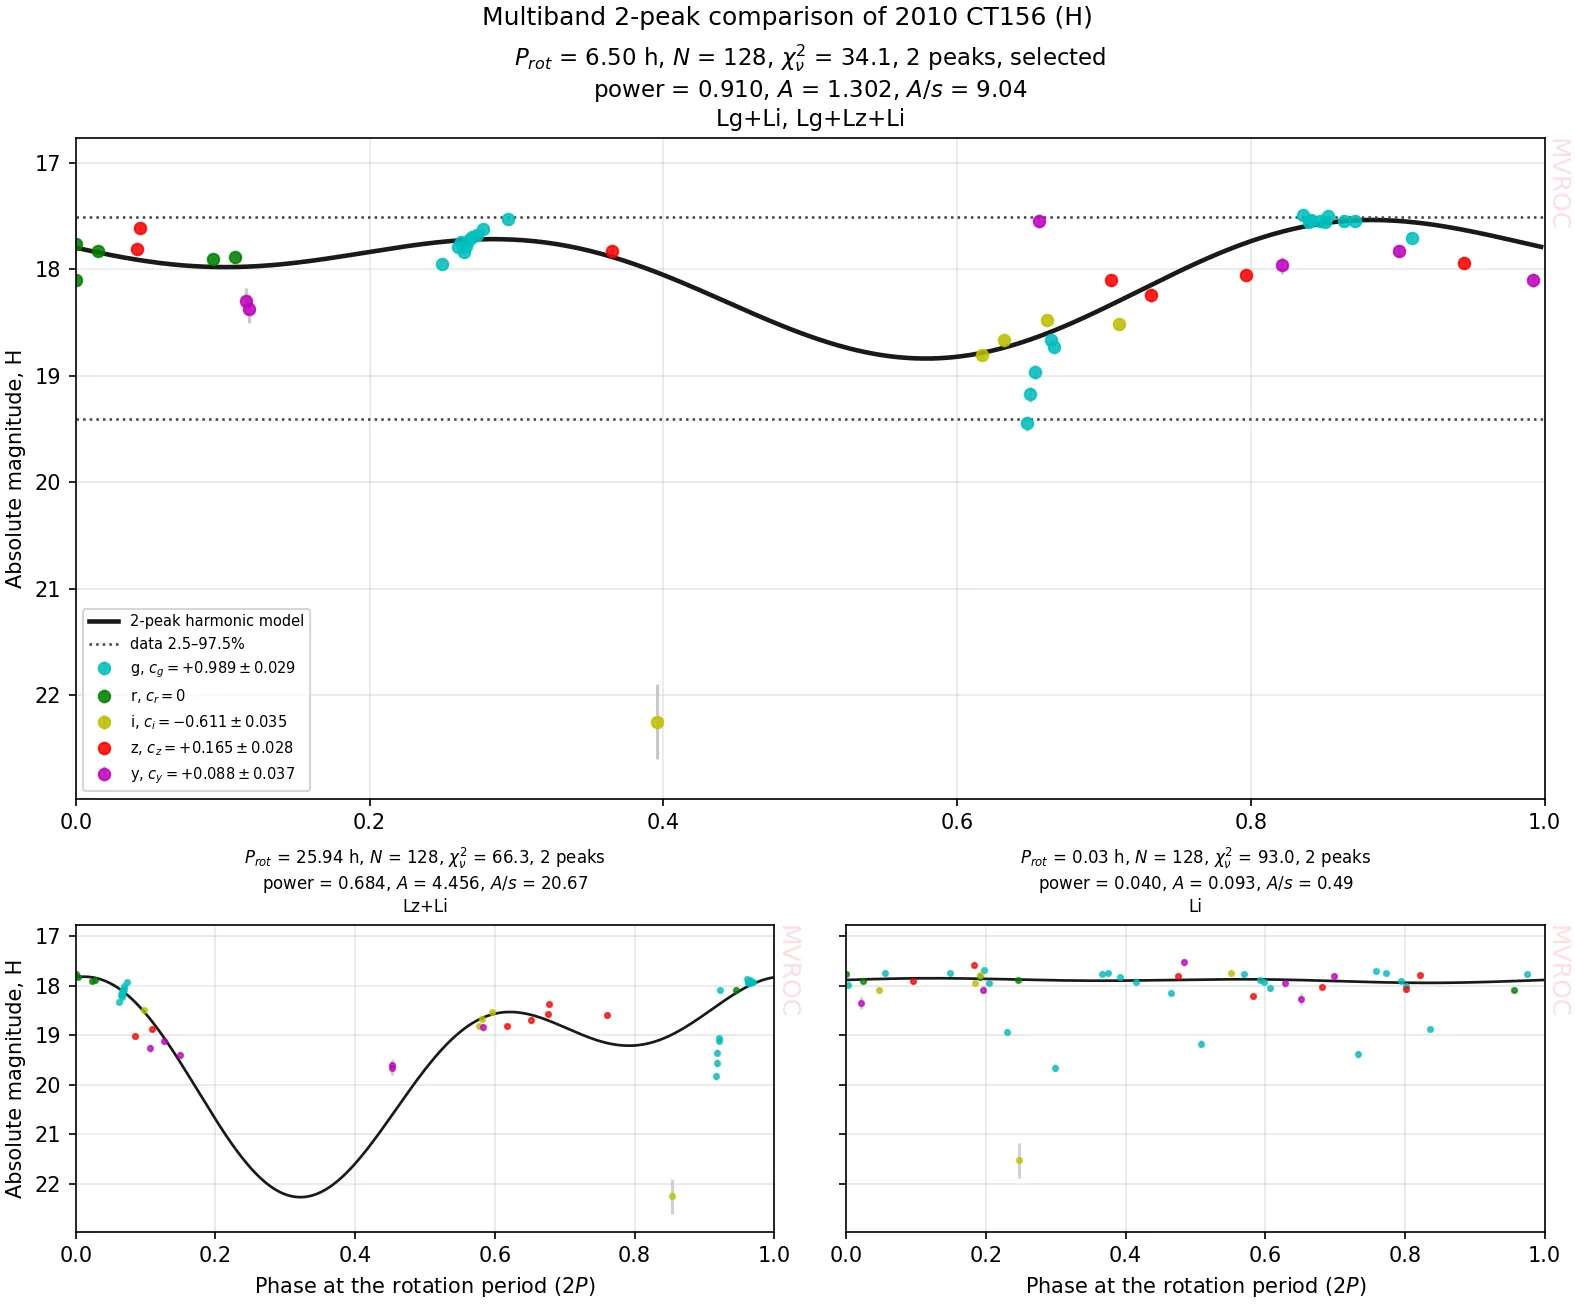 Multiband 2-peak comparison of 2010 CT156 (H)
P_rot = 6.50 h, N = 128, χ²_ν = 34.1, 2 peaks, selected
power = 0.910, A = 1.302, A/s = 9.04
Lg+Li, Lg+Lz+Li
17
18
19
20
21
22
Absolute magnitude, H
MVROC
2-peak harmonic model
data 2.5–97.5%
g, c_g = +0.989 ± 0.029
r, c_r = 0
i, c_i = −0.611 ± 0.035
z, c_z = +0.165 ± 0.028
y, c_y = +0.088 ± 0.037
0.0 0.2 0.4 0.6 0.8 1.0
P_rot = 25.94 h, N = 128, χ²_ν = 66.3, 2 peaks
power = 0.684, A = 4.456, A/s = 20.67
Lz+Li
17
18
19
20
21
22
Absolute magnitude, H
MVROC
0.0 0.2 0.4 0.6 0.8 1.0
Phase at the rotation period (2P)
P_rot = 0.03 h, N = 128, χ²_ν = 93.0, 2 peaks
power = 0.040, A = 0.093, A/s = 0.49
Li
MVROC
0.0 0.2 0.4 0.6 0.8 1.0
Phase at the rotation period (2P)